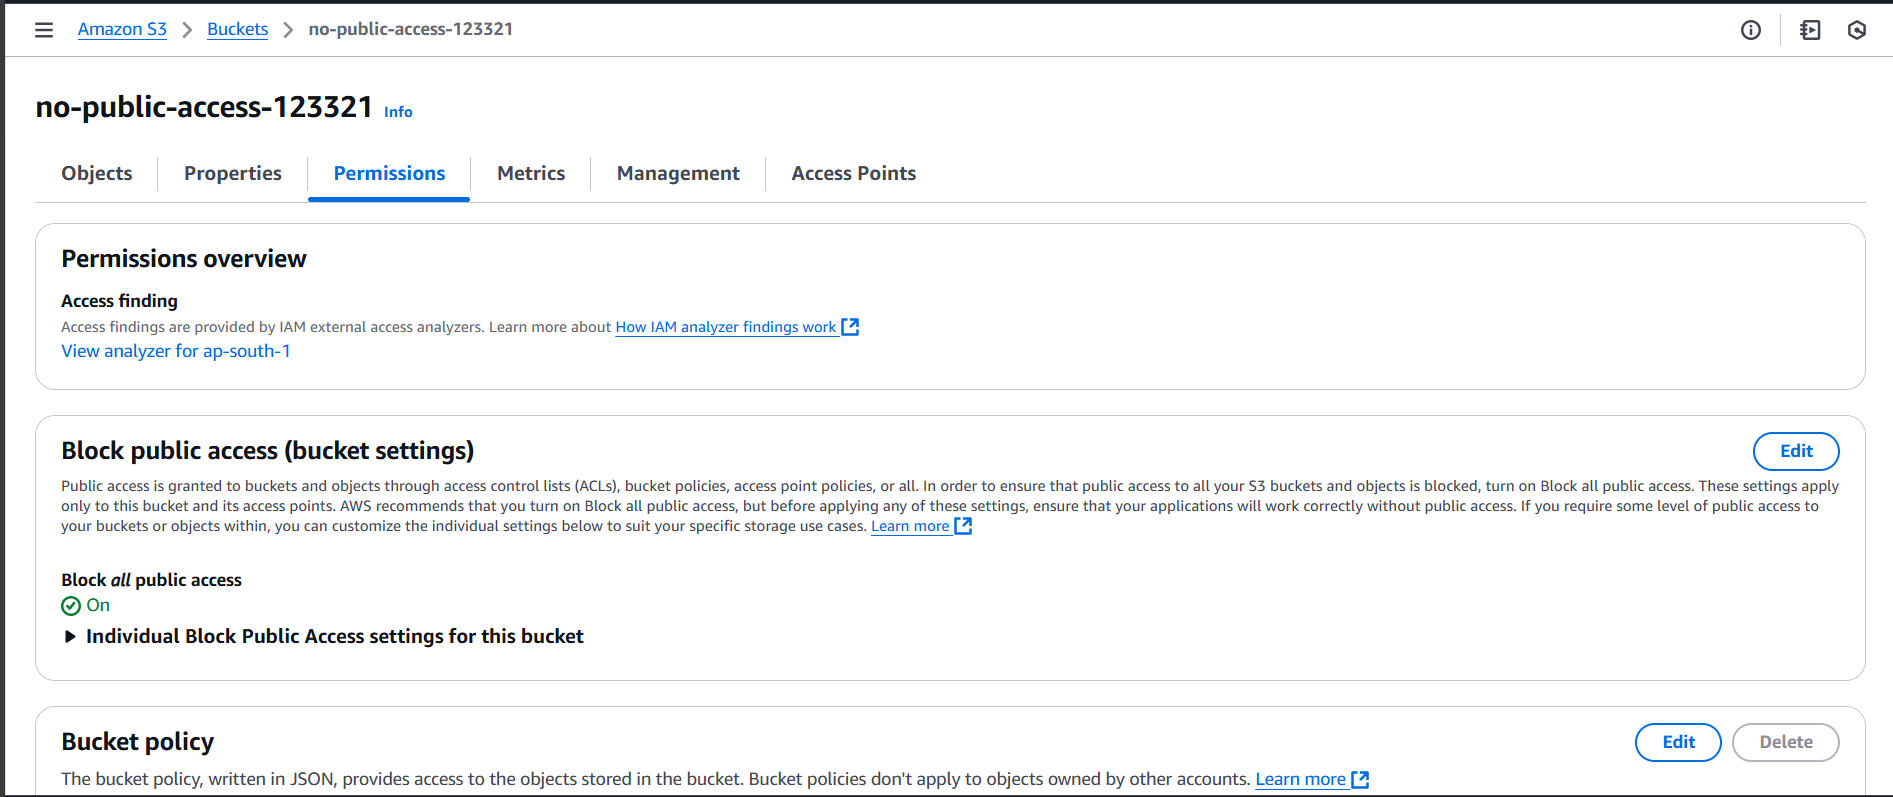 Amazon S3 > Buckets > no-public-access-123321
no-public-access-123321 Info
Objects Properties Permissions Metrics Management Access Points
Permissions overview
Access finding
Access findings are provided by IAM external access analyzers. Learn more about How IAM analyzer findings work
View analyzer for ap-south-1
Block public access (bucket settings) Edit
Public access is granted to buckets and objects through access control lists (ACLs), bucket policies, access point policies, or all. In order to ensure that public access to all your S3 buckets and objects is blocked, turn on Block all public access. These settings apply
only to this bucket and its access points. AWS recommends that you turn on Block all public access, but before applying any of these settings, ensure that your applications will work correctly without public access. If you require some level of public access to
your buckets or objects within, you can customize the individual settings below to suit your specific storage use cases. Learn more
Block all public access
On
Individual Block Public Access settings for this bucket
Bucket policy Edit Delete
The bucket policy, written in JSON, provides access to the objects stored in the bucket. Bucket policies don't apply to objects owned by other accounts. Learn more